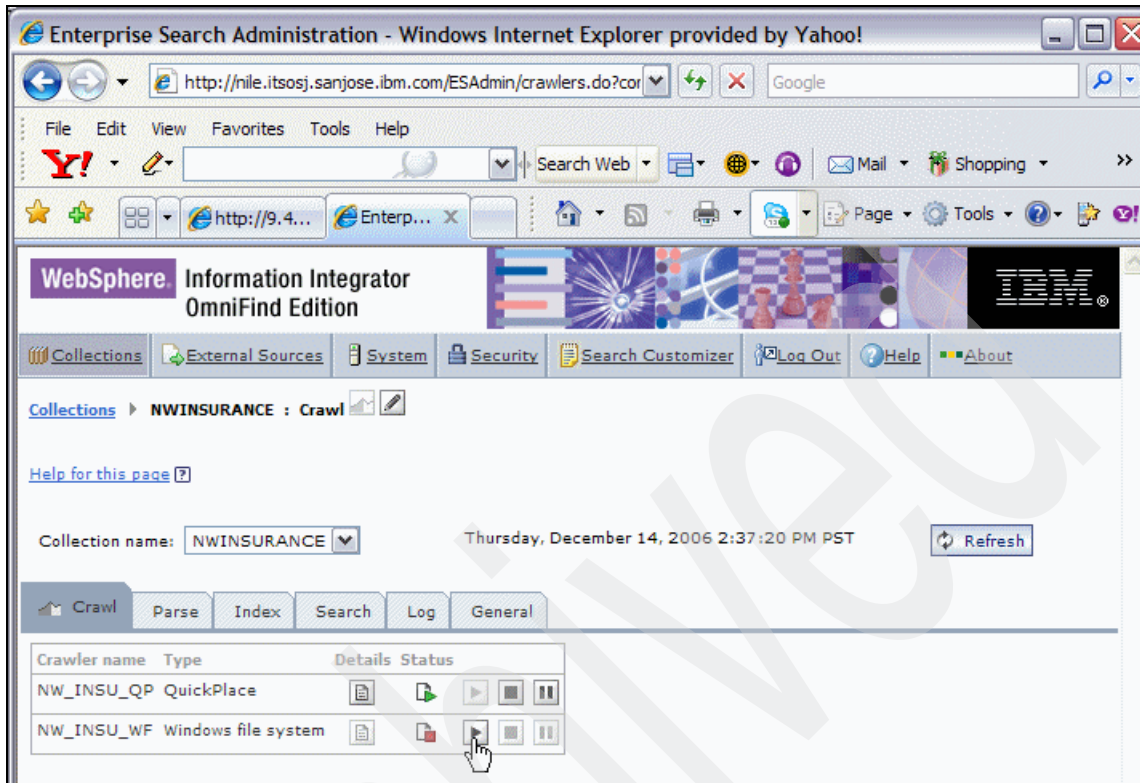 Enterprise Search Administration - Windows Internet Explorer provided by Yahoo!
http://nile.itsosj.sanjose.ibm.com/ESAdmin/crawlers.do?cor
Google
File Edit View Favorites Tools Help
Y! Search Web Mail Shopping »
http://9.4... Enterp... X Page Tools
WebSphere. Information Integrator
OmniFind Edition
IBM®
Collections External Sources System Security Search Customizer Log Out Help About
Collections NWINSURANCE : Crawl
Help for this page ?
Collection name: NWINSURANCE Thursday, December 14, 2006 2:37:20 PM PST Refresh
Crawl Parse Index Search Log General
Crawler name Type Details Status
NW_INSU_QP QuickPlace
NW_INSU_WF Windows file system